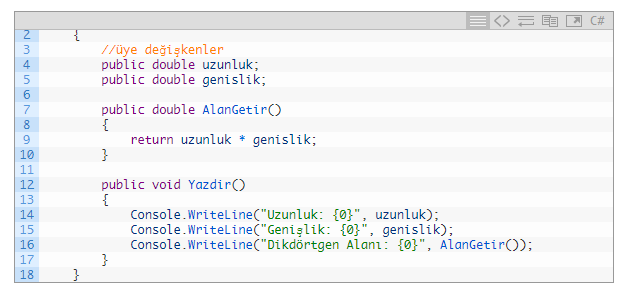 C#
2 {
3 //üye değişkenler
4 public double uzunluk;
5 public double genislik;
6
7 public double AlanGetir()
8 {
9 return uzunluk * genislik;
10 }
11
12 public void Yazdir()
13 {
14 Console.WriteLine("Uzunluk: {0}", uzunluk);
15 Console.WriteLine("Genişlik: {0}", genislik);
16 Console.WriteLine("Dikdörtgen Alanı: {0}", AlanGetir());
17 }
18 }